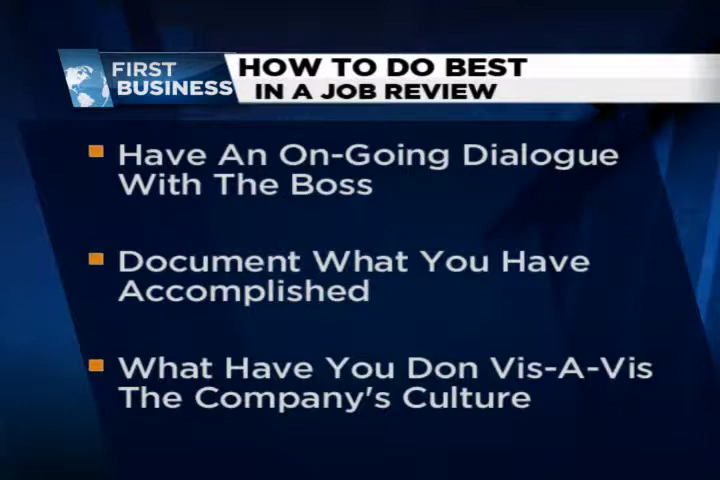 FIRST
BUSINESS
HOW TO DO BEST
IN A JOB REVIEW
Have An On-Going Dialogue
With The Boss
Document What You Have
Accomplished
What Have You Don Vis-A-Vis
The Company's Culture